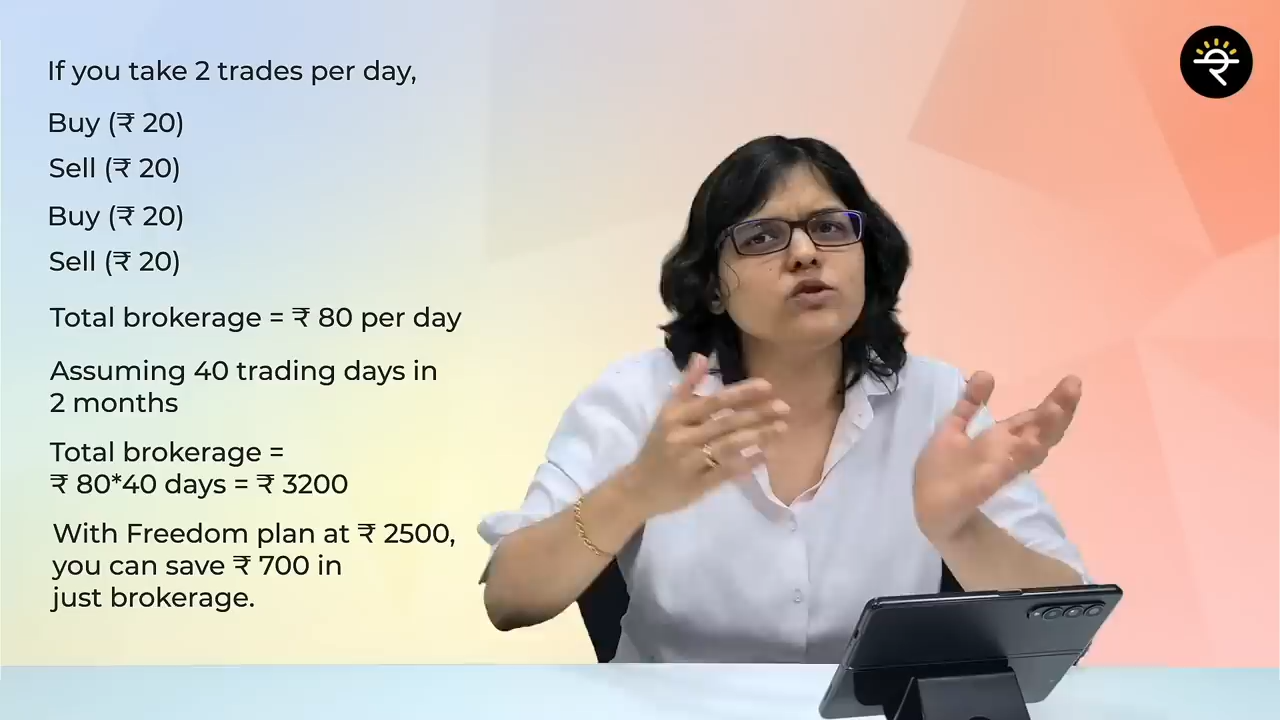 If you take 2 trades per day,
Buy (₹ 20)
Sell (₹ 20)
Buy (₹ 20)
Sell (₹ 20)
Total brokerage = ₹ 80 per day
Assuming 40 trading days in
2 months
Total brokerage =
₹ 80*40 days = ₹ 3200
With Freedom plan at ₹ 2500,
you can save ₹ 700 in
just brokerage.